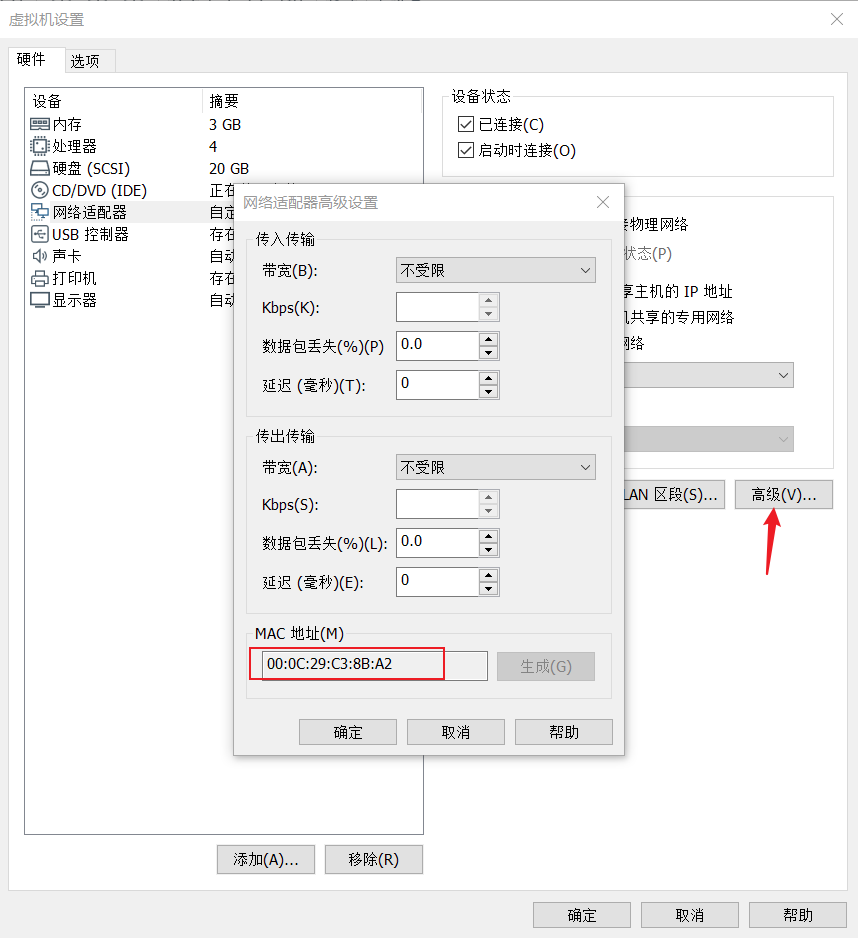 虚拟机设置
硬件 选项
设备 摘要
内存 3 GB
处理器 4
硬盘 (SCSI) 20 GB
CD/DVD (IDE) 正在
网络适配器 自定
USB 控制器 存在
声卡 自动
打印机 存在
显示器 自动
添加(A)... 移除(R)
设备状态
已连接(C)
启动时连接(O)
物理网络
状态(P)
享主机的 IP 地址
机共享的专用网络
网络
LAN 区段(S)... 高级(V)...
网络适配器高级设置
传入传输
带宽(B): 不受限
Kbps(K):
数据包丢失(%)(P) 0.0
延迟 (毫秒)(T): 0
传出传输
带宽(A): 不受限
Kbps(S):
数据包丢失(%)(L): 0.0
延迟 (毫秒)(E): 0
MAC 地址(M)
00:0C:29:C3:8B:A2 生成(G)
确定 取消 帮助
确定 取消 帮助